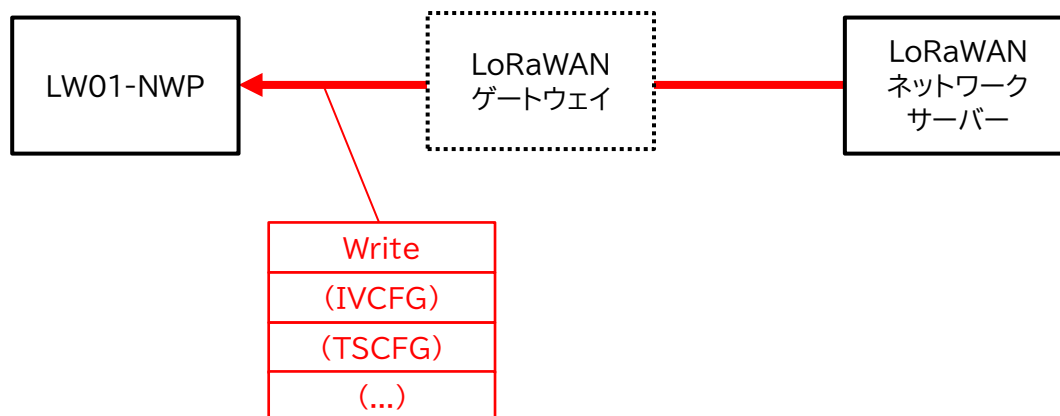 LW01-NWP
LoRaWAN
ゲートウェイ
LoRaWAN
ネットワーク
サーバー
Write
(IVCFG)
(TSCFG)
(...)